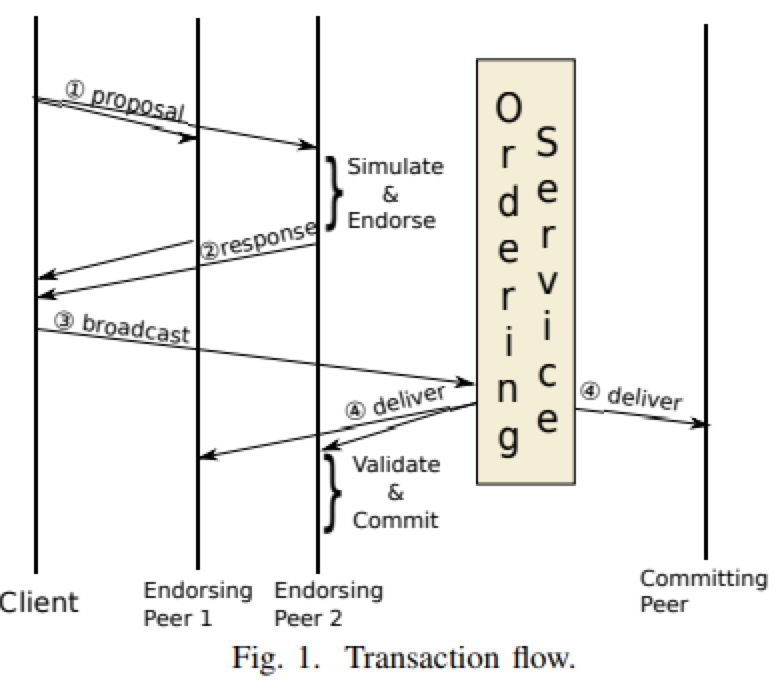 ① proposal
Simulate
&
Endorse
②response
③ broadcast
④ deliver
Ordering
Service
④ deliver
Validate
&
Commit
Client
Endorsing
Peer 1
Endorsing
Peer 2
Committing
Peer
Fig. 1. Transaction flow.